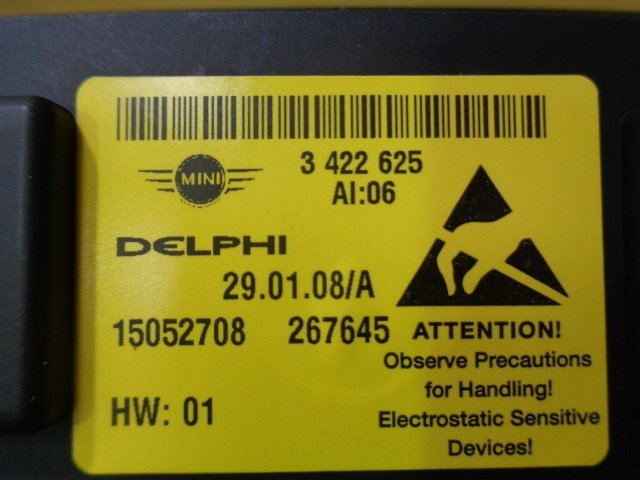 3 422 625
AI:06
MINI
DELPHI
29.01.08/A
15052708 267645
HW: 01
ATTENTION!
Observe Precautions
for Handling!
Electrostatic Sensitive
Devices!